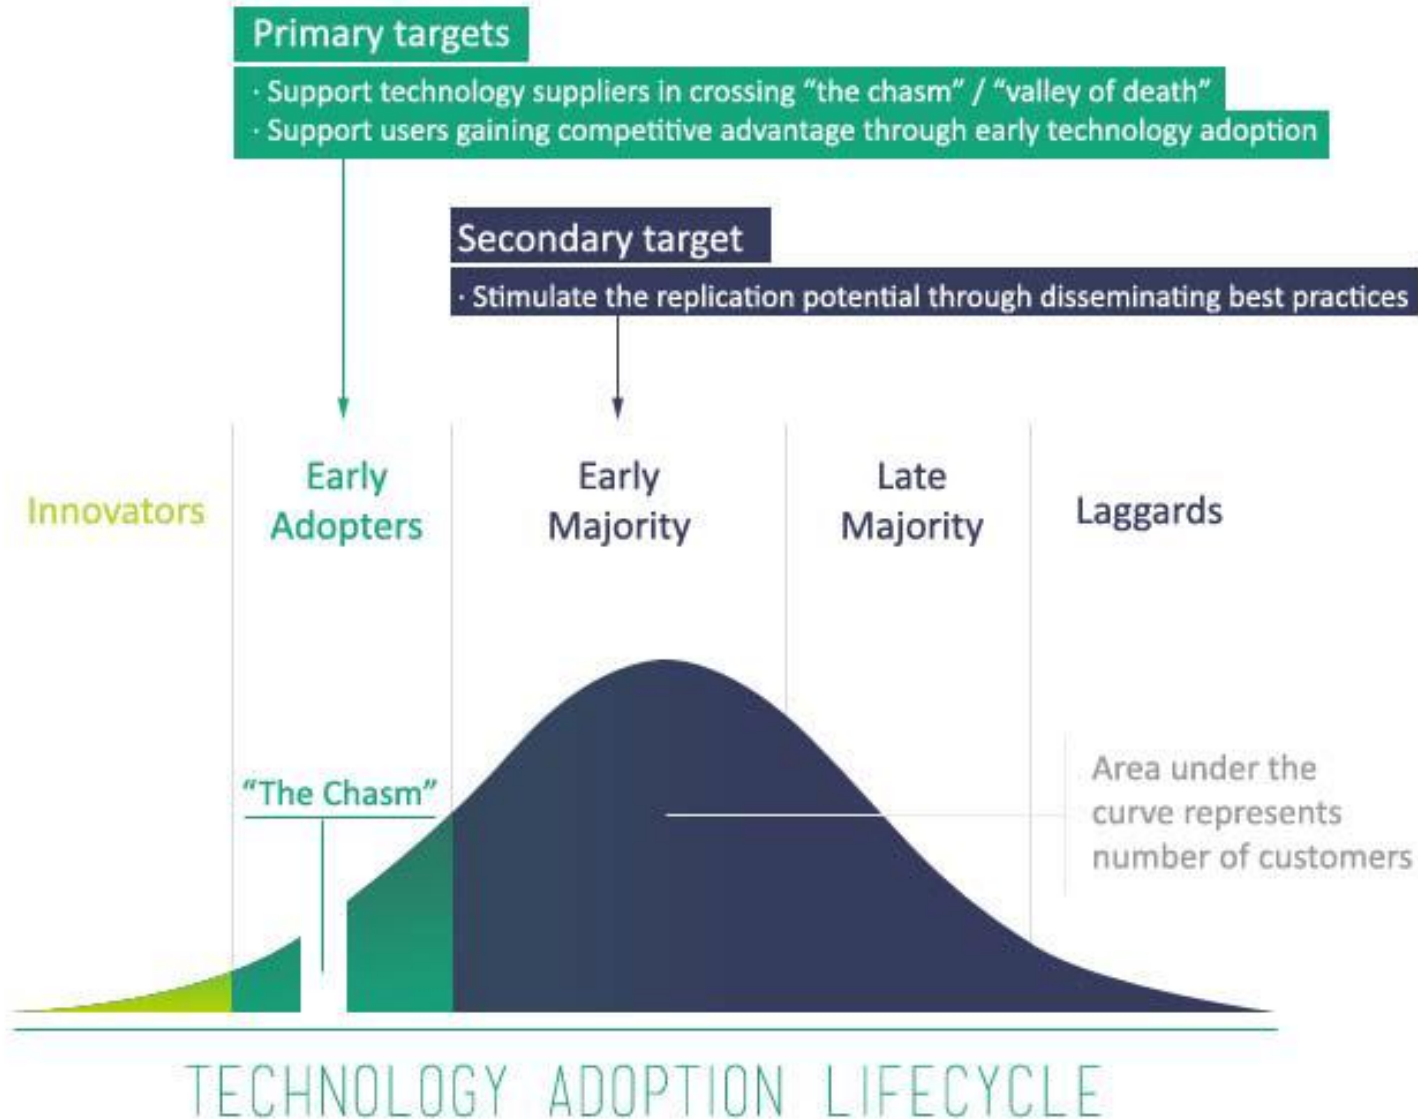 Primary targets
· Support technology suppliers in crossing “the chasm” / “valley of death”
· Support users gaining competitive advantage through early technology adoption
Secondary target
· Stimulate the replication potential through disseminating best practices
Innovators
Early
Adopters
Early
Majority
Late
Majority
Laggards
“The Chasm”
Area under the
curve represents
number of customers
TECHNOLOGY ADOPTION LIFECYCLE